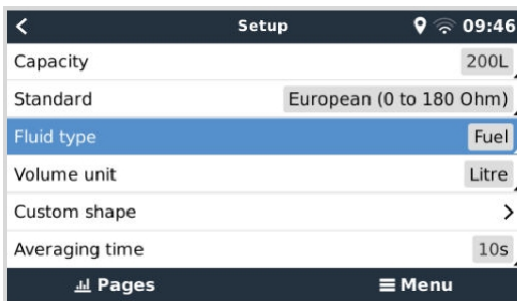 Setup 09:46
Capacity 200L
Standard European (0 to 180 Ohm)
Fluid type Fuel
Volume unit Litre
Custom shape
Averaging time 10s
Pages Menu